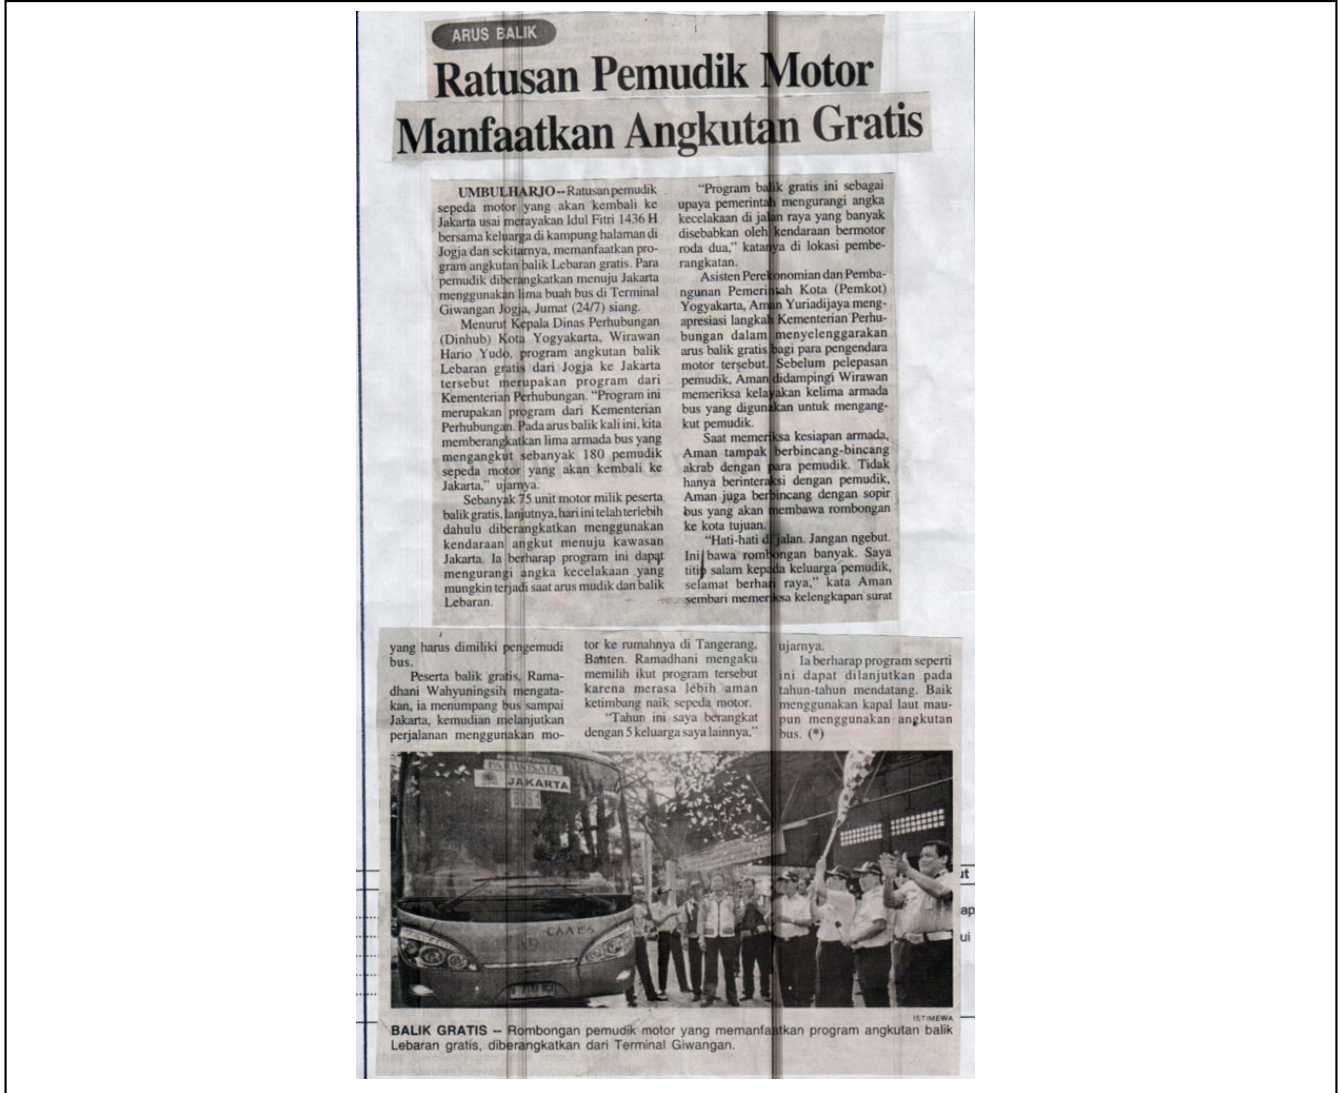 ARUS BALIK
Ratusan Pemudik Motor
Manfaatkan Angkutan Gratis
UMBULHARJO -- Ratusan pemudik
sepeda motor yang akan kembali ke
Jakarta usai merayakan Idul Fitri 1436 H
bersama keluarga di kampung halaman di
Jogja dan sekitarnya, memanfaatkan pro-
gram angkutan balik Lebaran gratis. Para
pemudik diberangkatkan menuju Jakarta
menggunakan lima buah bus di Terminal
Giwangan Jogja, Jumat (24/7) siang.
Menurut Kepala Dinas Perhubungan
(Dinhub) Kota Yogyakarta, Wirawan
Hario Yudo, program angkutan balik
Lebaran gratis dari Jogja ke Jakarta
tersebut merupakan program dari
Kementerian Perhubungan. “Program ini
merupakan program dari Kementerian
Perhubungan. Pada arus balik kali ini, kita
memberangkatkan lima armada bus yang
mengangkut sebanyak 180 pemudik
sepeda motor yang akan kembali ke
Jakarta,” ujarnya.
Sebanyak 75 unit motor milik peserta
balik gratis, lanjutnya, hari ini telah terlebih
dahulu diberangkatkan menggunakan
kendaraan angkut menuju kawasan
Jakarta. Ia berharap program ini dapat
mengurangi angka kecelakaan yang
mungkin terjadi saat arus mudik dan balik
Lebaran.
“Program balik gratis ini sebagai
upaya pemerintah mengurangi angka
kecelakaan di jalan raya yang banyak
disebabkan oleh kendaraan bermotor
roda dua,” katanya di lokasi pembe-
rangkatan.
Asisten Perekonomian dan Pemba-
ngunan Pemerintah Kota (Pemkot)
Yogyakarta, Aman Yuriadijaya meng-
apresiasi langkah Kementerian Perhu-
bungan dalam menyelenggarakan
arus balik gratis bagi para pengendara
motor tersebut. Sebelum pelepasan
pemudik, Aman didampingi Wirawan
memeriksa kelayakan kelima armada
bus yang digunakan untuk mengang-
kut pemudik.
Saat memeriksa kesiapan armada,
Aman tampak berbincang-bincang
akrab dengan para pemudik. Tidak
hanya berinteraksi dengan pemudik,
Aman juga berbincang dengan sopir
bus yang akan membawa rombongan
ke kota tujuan.
“Hati-hati di jalan. Jangan ngebut.
Ini bawa rombongan banyak. Saya
titip salam kepada keluarga pemudik,
selamat berhari raya,” kata Aman
sembari memeriksa kelengkapan surat
yang harus dimiliki pengemudi
bus.
Peserta balik gratis, Rama-
dhani Wahyuningsih mengata-
kan, ia menumpang bus sampai
Jakarta, kemudian melanjutkan
perjalanan menggunakan mo-
tor ke rumahnya di Tangerang,
Banten. Ramadhani mengaku
memilih ikut program tersebut
karena merasa lebih aman
ketimbang naik sepeda motor.
“Tahun ini saya berangkat
dengan 5 keluarga saya lainnya,”
ujarnya.
Ia berharap program seperti
ini dapat dilanjutkan pada
tahun-tahun mendatang. Baik
menggunakan kapal laut mau-
pun menggunakan angkutan
bus. (*)
PARIWISATA
JAKARTA
BUS
ut
ap
ui
ISTIMEWA
BALIK GRATIS -- Rombongan pemudik motor yang memanfaatkan program angkutan balik
Lebaran gratis, diberangkatkan dari Terminal Giwangan.